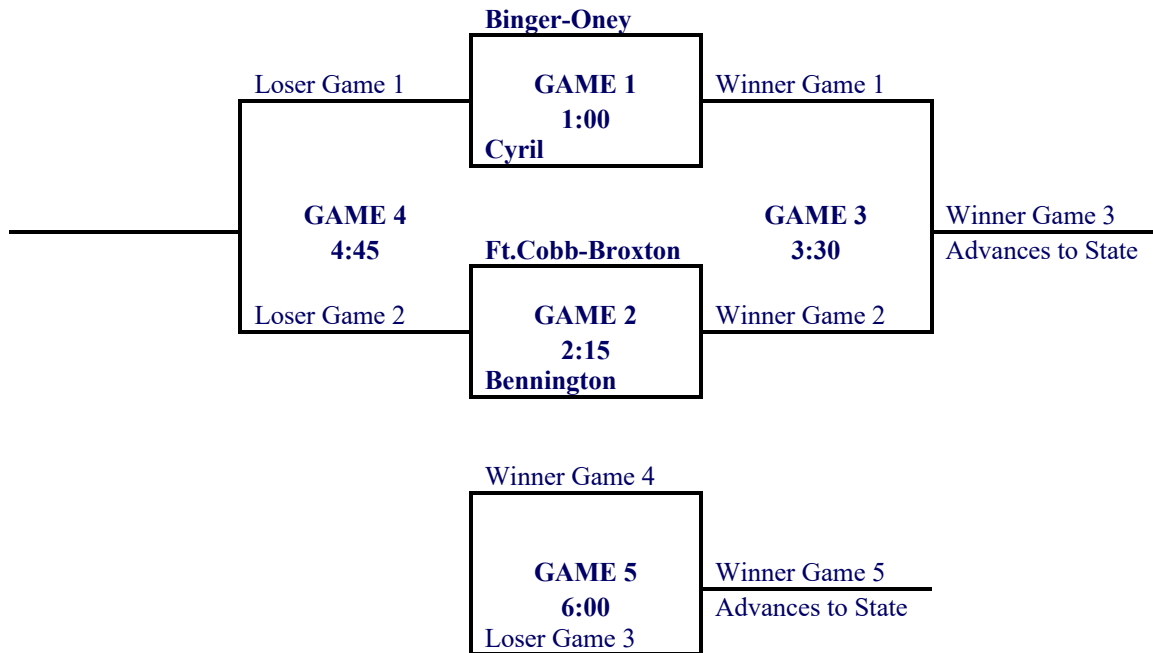 Binger-Oney
Loser Game 1
GAME 1
Winner Game 1
1:00
Cyril
GAME 4
GAME 3
Winner Game 3
4:45
Ft.Cobb-Broxton
3:30
Advances to State
Loser Game 2
GAME 2
Winner Game 2
2:15
Bennington
Winner Game 4
GAME 5
Winner Game 5
6:00
Advances to State
Loser Game 3